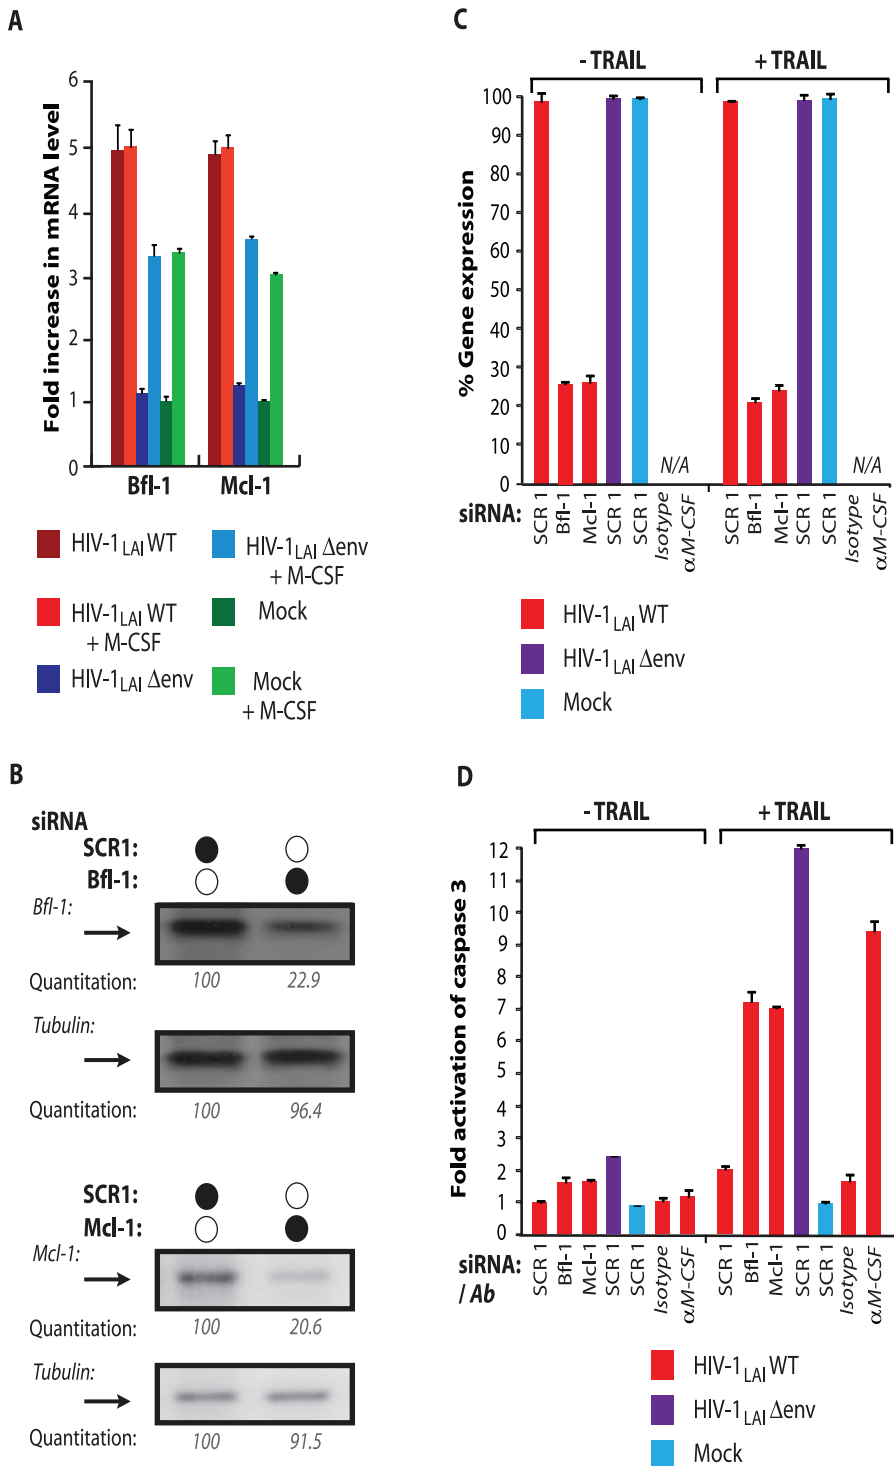 A
Fold increase in mRNA level
6
5
4
3
2
1
0
Bfl-1 Mcl-1
HIV-1LAI WT
HIV-1LAI WT
+ M-CSF
HIV-1LAI Δenv
HIV-1LAI Δenv
+ M-CSF
Mock
Mock
+ M-CSF
B
siRNA
SCR1:
Bfl-1:
Bfl-1:
Quantitation: 100 22.9
Tubulin:
Quantitation: 100 96.4
SCR1:
Mcl-1:
Mcl-1:
Quantitation: 100 20.6
Tubulin:
Quantitation: 100 91.5
C
- TRAIL + TRAIL
% Gene expression
100
90
80
70
60
50
40
30
20
10
0
N/A N/A
siRNA: SCR 1 Bfl-1 Mcl-1 SCR 1 SCR 1 Isotype αM-CSF SCR 1 Bfl-1 Mcl-1 SCR 1 SCR 1 Isotype αM-CSF
HIV-1LAI WT
HIV-1LAI Δenv
Mock
D
- TRAIL + TRAIL
Fold activation of caspase 3
12
10
9
8
7
6
5
4
3
2
1
0
siRNA: SCR 1 Bfl-1 Mcl-1 SCR 1 SCR 1 Isotype αM-CSF SCR 1 Bfl-1 Mcl-1 SCR 1 SCR 1 Isotype αM-CSF
/ Ab
HIV-1LAI WT
HIV-1LAI Δenv
Mock